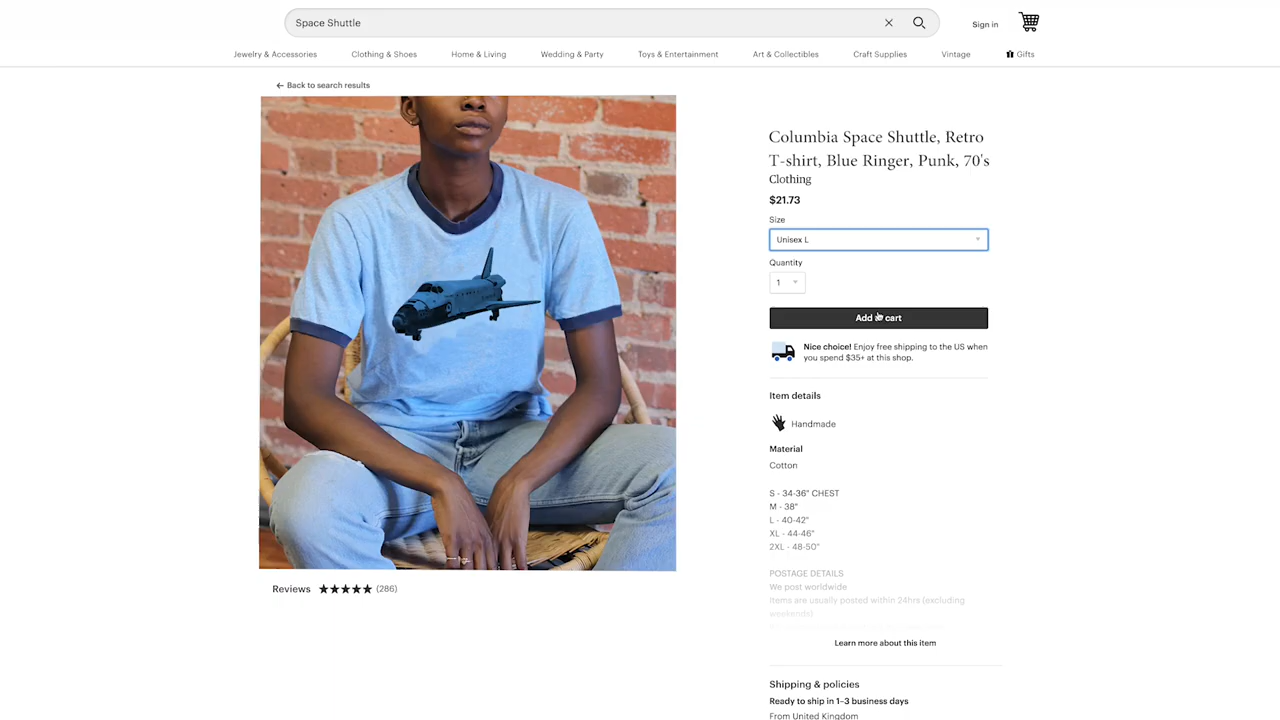 Space Shuttle
Sign in
Jewelry & Accessories Clothing & Shoes Home & Living Wedding & Party Toys & Entertainment Art & Collectibles Craft Supplies Vintage Gifts
Back to search results
Columbia Space Shuttle, Retro
T-shirt, Blue Ringer, Punk, 70's
Clothing
$21.73
Size
Unisex L
Quantity
1
Add to cart
Nice choice! Enjoy free shipping to the US when
you spend $35+ at this shop.
Item details
Handmade
Material
Cotton
S - 34-36" CHEST
M - 38"
L - 40-42"
XL - 44-46"
2XL - 48-50"
POSTAGE DETAILS
We post worldwide
Items are usually posted within 24hrs (excluding
weekends)
Learn more about this item
Reviews (286)
Shipping & policies
Ready to ship in 1–3 business days
From United Kingdom